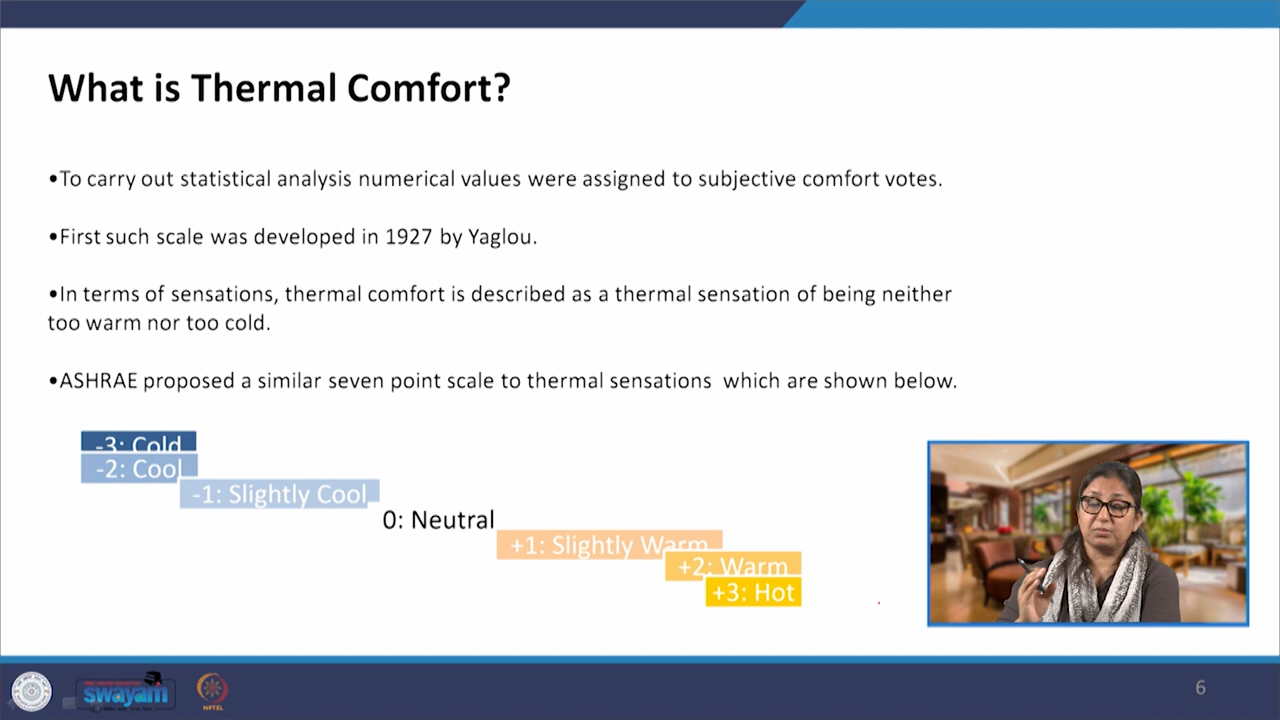 What is Thermal Comfort?
•To carry out statistical analysis numerical values were assigned to subjective comfort votes.
•First such scale was developed in 1927 by Yaglou.
•In terms of sensations, thermal comfort is described as a thermal sensation of being neither
too warm nor too cold.
•ASHRAE proposed a similar seven point scale to thermal sensations which are shown below.
-3: Cold
-2: Cool
-1: Slightly Cool
0: Neutral
+1: Slightly Warm
+2: Warm
+3: Hot
swayam
NPTEL
6